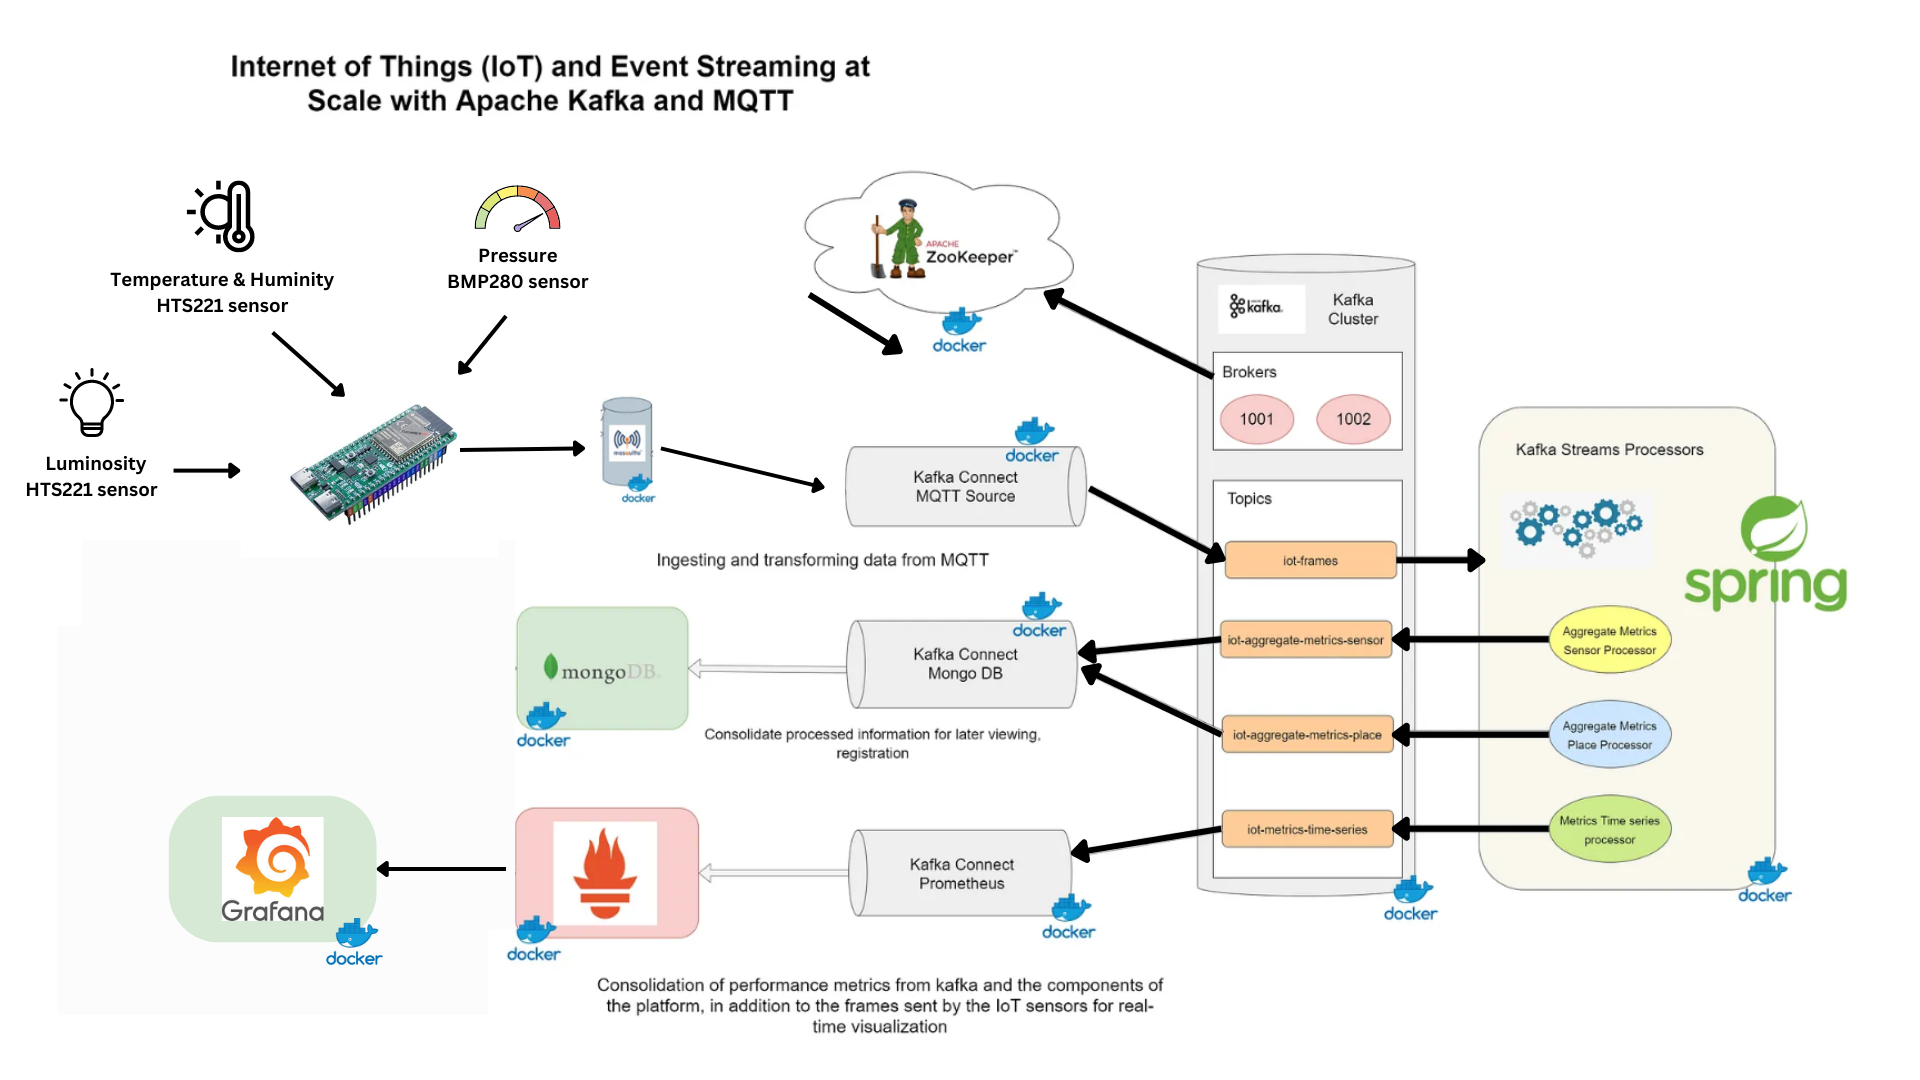 Internet of Things (IoT) and Event Streaming at
Scale with Apache Kafka and MQTT
Temperature & Huminity
HTS221 sensor
Pressure
BMP280 sensor
Luminosity
HTS221 sensor
mosquitto
docker
APACHE
ZooKeeper™
docker
Kafka Connect
MQTT Source
docker
Ingesting and transforming data from MQTT
kafka.
Kafka
Cluster
Brokers
1001
1002
Topics
iot-frames
iot-aggregate-metrics-sensor
iot-aggregate-metrics-place
iot-metrics-time-series
docker
Kafka Streams Processors
spring
Aggregate Metrics
Sensor Processor
Aggregate Metrics
Place Processor
Metrics Time series
processor
docker
mongoDB.
docker
Kafka Connect
Mongo DB
docker
Consolidate processed information for later viewing,
registration
Grafana
docker
docker
Kafka Connect
Prometheus
docker
Consolidation of performance metrics from kafka and the components of
the platform, in addition to the frames sent by the IoT sensors for real-
time visualization